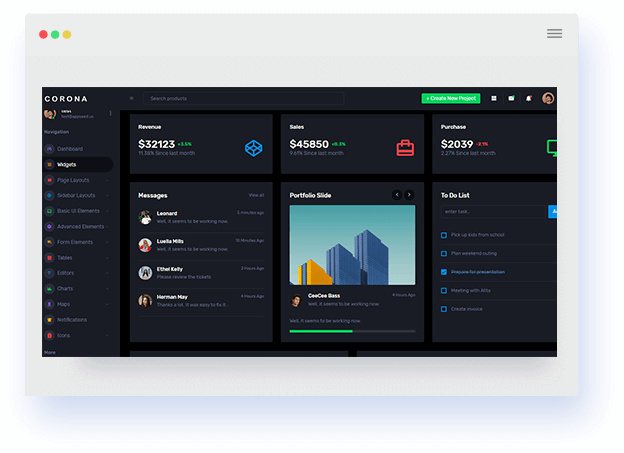 CORONA
Search products
+ Create New Project
Navigation
Dashboard
Widgets
Page Layouts
Sidebar Layouts
Basic UI Elements
Advanced Elements
Form Elements
Tables
Editors
Charts
Maps
Notifications
Icons
More
Revenue
$32123 +3.5%
11.38% Since last month
Sales
$45850 +8.3%
9.61% Since last month
Purchase
$2039 -2.1%
2.27% Since last month
Messages View all
Leonard 5 minutes ago
Well, it seems to be working now.
Luella Mills 10 Minutes Ago
Well, it seems to be working now.
Ethel Kelly 2 Hours Ago
Please review the tickets
Herman May 4 Hours Ago
Thanks a lot. It was easy to fix it.
Portfolio Slide
CeeCee Bass 4 Hours Ago
Well, it seems to be working now.
Well, it seems to be working now.
To Do List
enter task..
Pick up kids from school
Plan weekend outing
Prepare for presentation
Meeting with Alby
Create Invoice